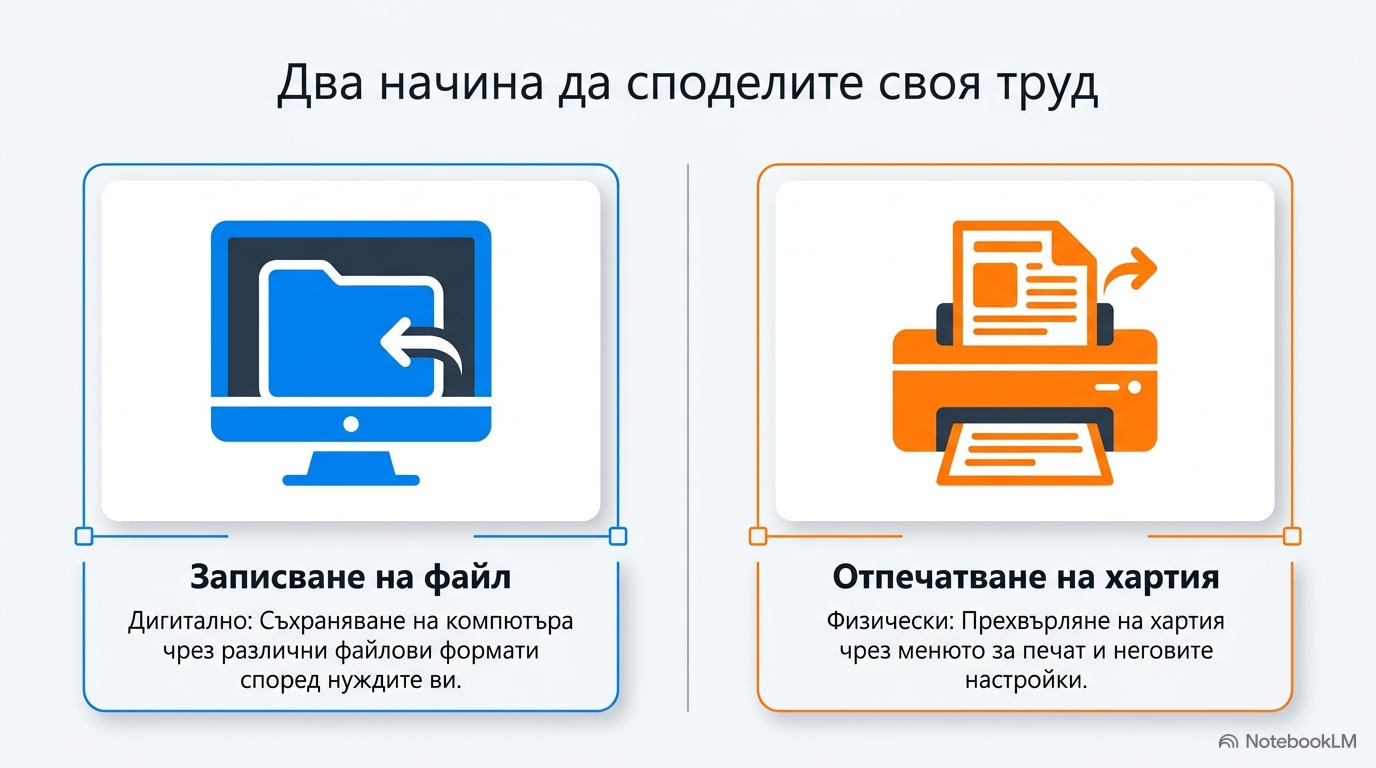 Два начина да споделите своя труд
Записване на файл
Дигитално: Съхраняване на компютъра
чрез различни файлови формати
според нуждите ви.
Отпечатване на хартия
Физически: Прехвърляне на хартия
чрез менюто за печат и неговите
настройки.
NotebookLM